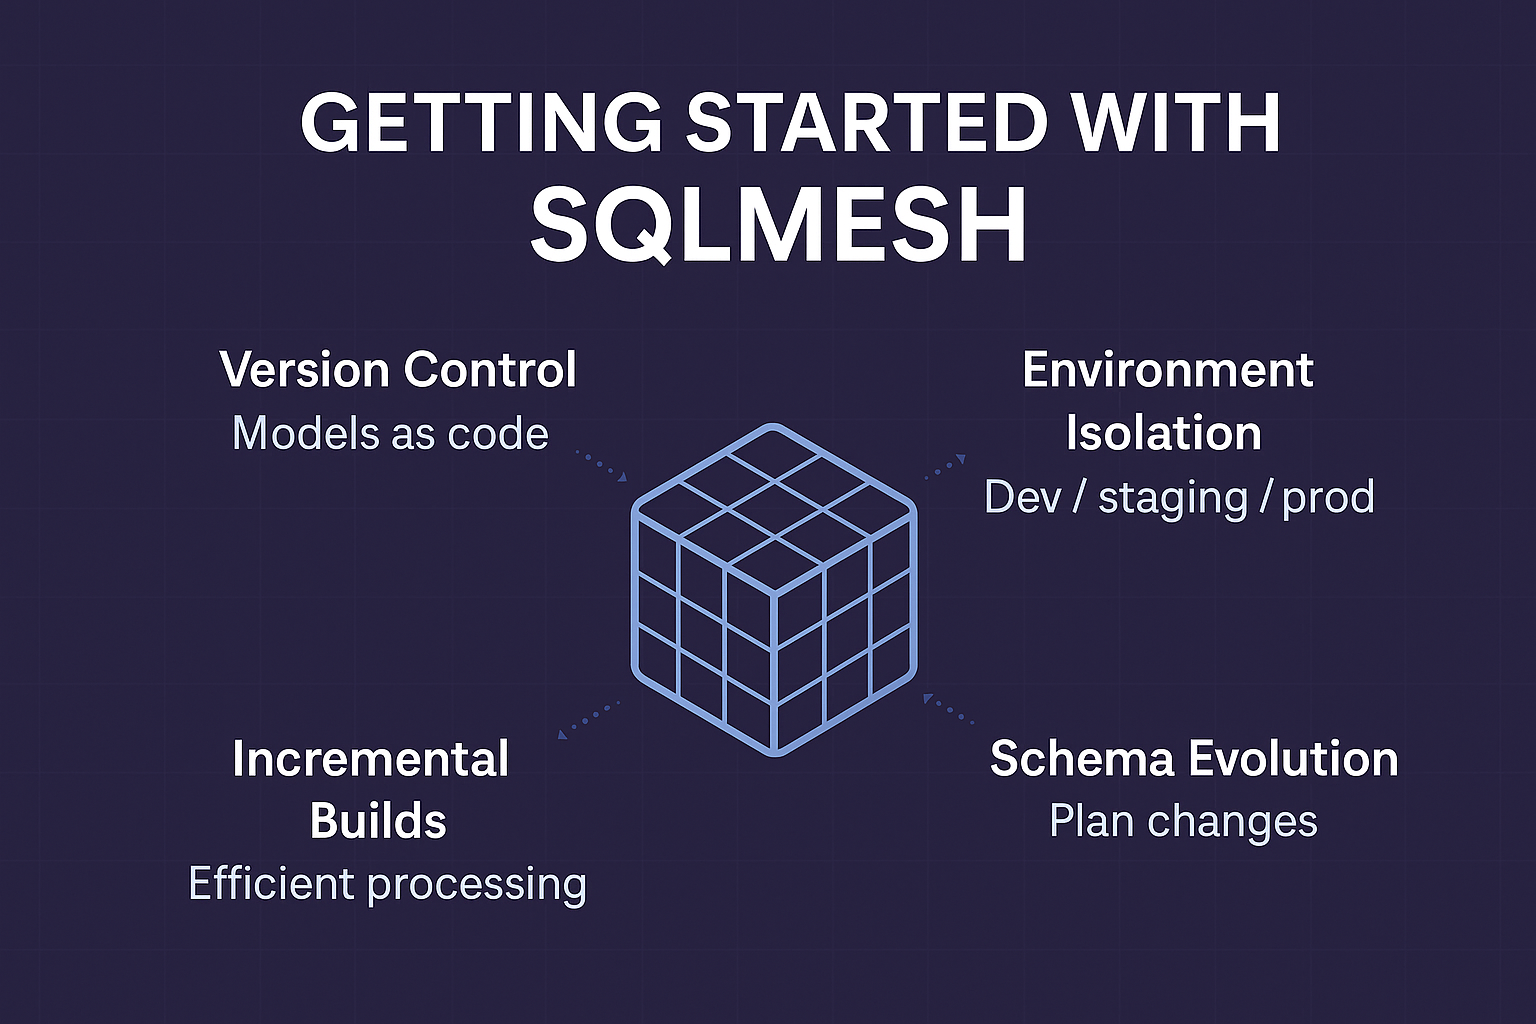 GETTING STARTED WITH
SQLMESH
Version Control
Models as code
Environment
Isolation
Dev / staging / prod
Incremental
Builds
Efficient processing
Schema Evolution
Plan changes